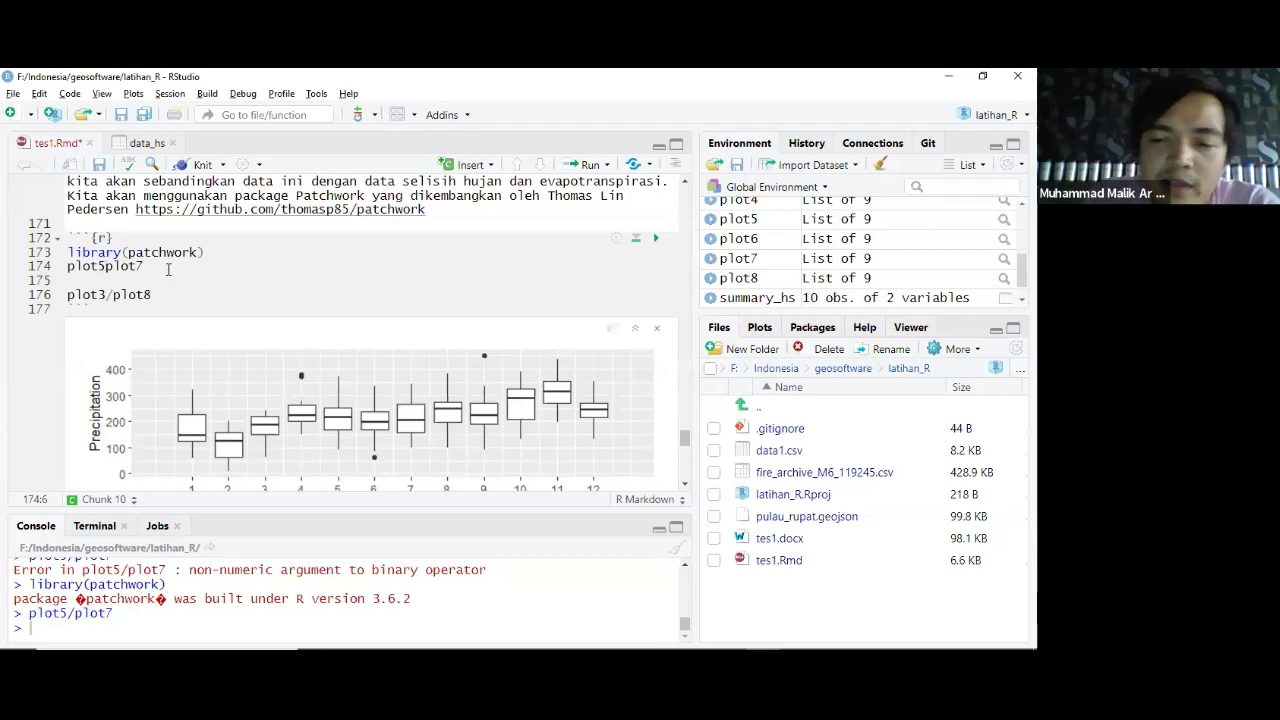 F:/Indonesia/geosoftware/latihan_R - RStudio
File Edit Code View Plots Session Build Debug Profile Tools Help
Go to file/function
Addins
latihan_R
tes1.Rmd*
data_hs
Knit
Insert
Run
kita akan sebandingkan data ini dengan data selisih hujan dan evapotranspirasi.
Kita akan menggunakan package Patchwork yang dikembangkan oleh Thomas Lin
Pedersen https://github.com/thomasp85/patchwork
171
172 ```{r}
173 library(patchwork)
174 plot5plot7
175
176 plot3/plot8
177 ```
Precipitation
400
300
200
100
0
1 2 3 4 5 6 7 8 9 10 11 12
174:6
Chunk 10
R Markdown
Console Terminal Jobs
F:/Indonesia/geosoftware/latihan_R/
> plot5/plot7
Error in plot5/plot7 : non-numeric argument to binary operator
> library(patchwork)
package �patchwork� was built under R version 3.6.2
> plot5/plot7
>
Environment History Connections Git
Import Dataset
List
Global Environment
plot4 List of 9
plot5 List of 9
plot6 List of 9
plot7 List of 9
plot8 List of 9
summary_hs 10 obs. of 2 variables
Files Plots Packages Help Viewer
New Folder Delete Rename More
F: Indonesia geosoftware latihan_R
...
Name Size
..
.gitignore 44 B
data1.csv 8.2 KB
fire_archive_M6_119245.csv 428.9 KB
latihan_R.Rproj 218 B
pulau_rupat.geojson 99.8 KB
tes1.docx 98.1 KB
tes1.Rmd 6.6 KB
Muhammad Malik Ar ...